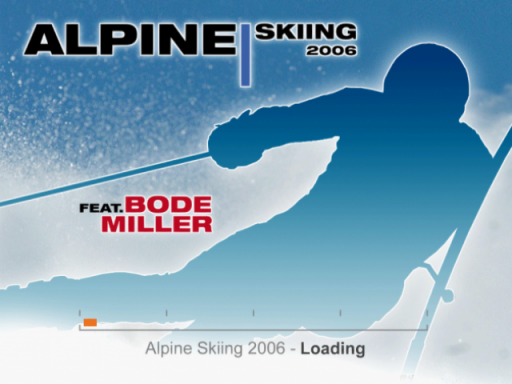 ALPINE SKIING
2006
FEAT. BODE
MILLER
Alpine Skiing 2006 - Loading